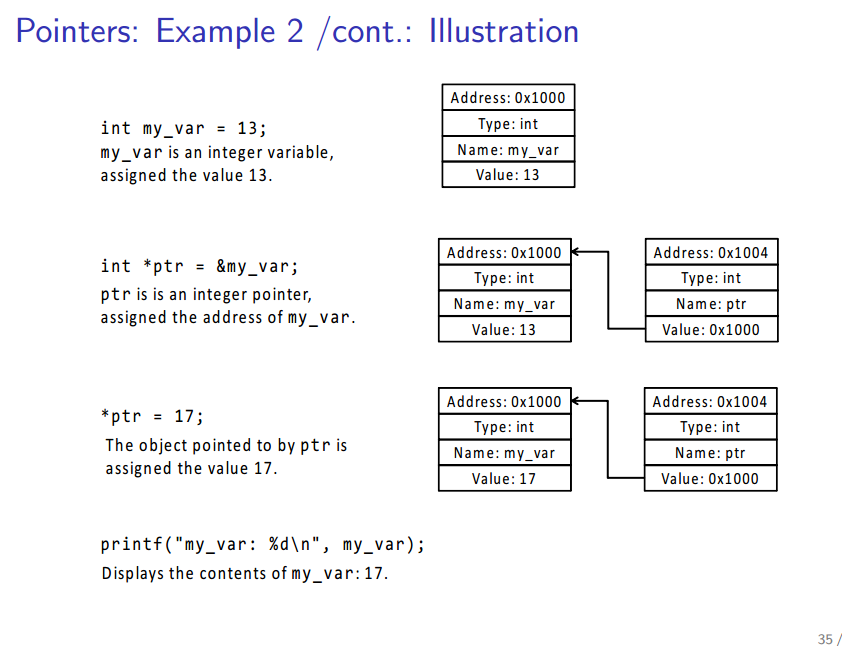 Pointers: Example 2 /cont.: Illustration
int my_var = 13;
my_var is an integer variable,
assigned the value 13.
Address: 0x1000
Type: int
Name: my_var
Value: 13
int *ptr = &my_var;
ptr is is an integer pointer,
assigned the address of my_var.
Address: 0x1000
Type: int
Name: my_var
Value: 13
Address: 0x1004
Type: int
Name: ptr
Value: 0x1000
*ptr = 17;
The object pointed to by ptr is
assigned the value 17.
Address: 0x1000
Type: int
Name: my_var
Value: 17
Address: 0x1004
Type: int
Name: ptr
Value: 0x1000
printf("my_var: %d\n", my_var);
Displays the contents of my_var: 17.
35 /